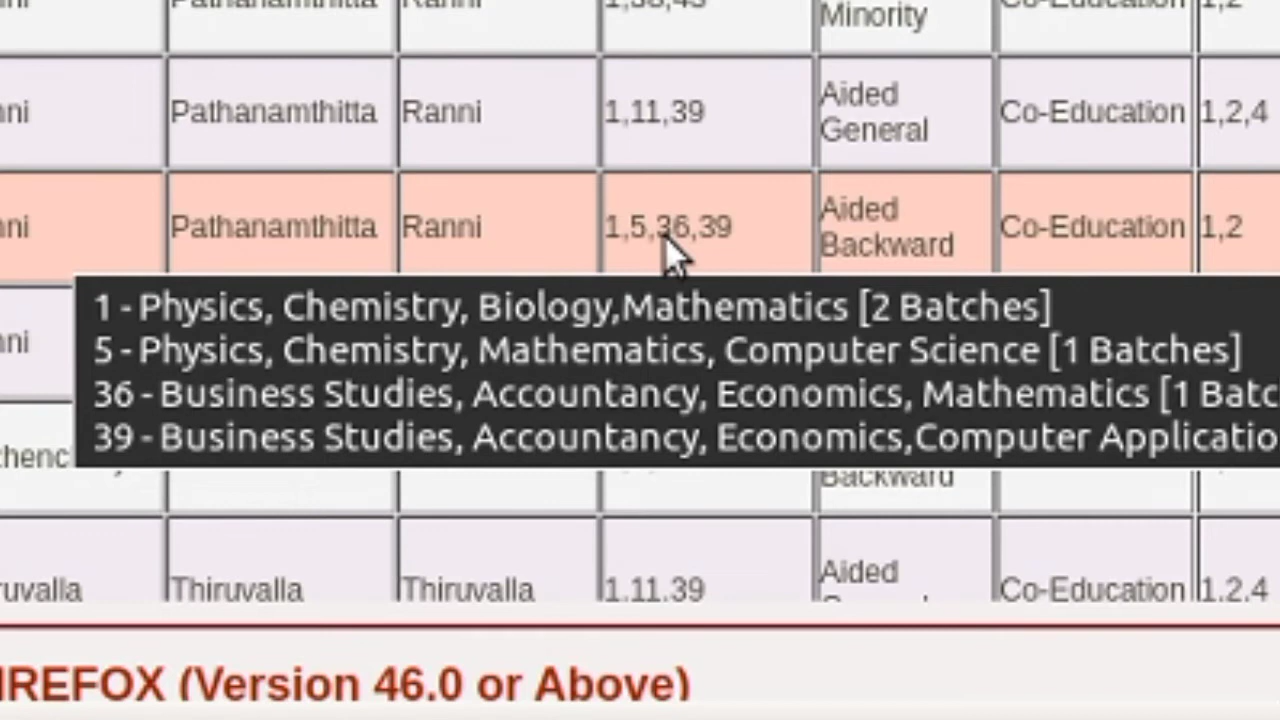 Minority
Pathanamthitta Ranni 1,11,39 Aided General Co-Education 1,2,4
Pathanamthitta Ranni 1,5,36,39 Aided Backward Co-Education 1,2
1 - Physics, Chemistry, Biology,Mathematics [2 Batches]
5 - Physics, Chemistry, Mathematics, Computer Science [1 Batches]
36 - Business Studies, Accountancy, Economics, Mathematics [1 Batc
39 - Business Studies, Accountancy, Economics,Computer Applicatio
Backward
ruvalla Thiruvalla Thiruvalla 1,11,39 Aided Co-Education 1,2,4
IREFOX (Version 46.0 or Above)